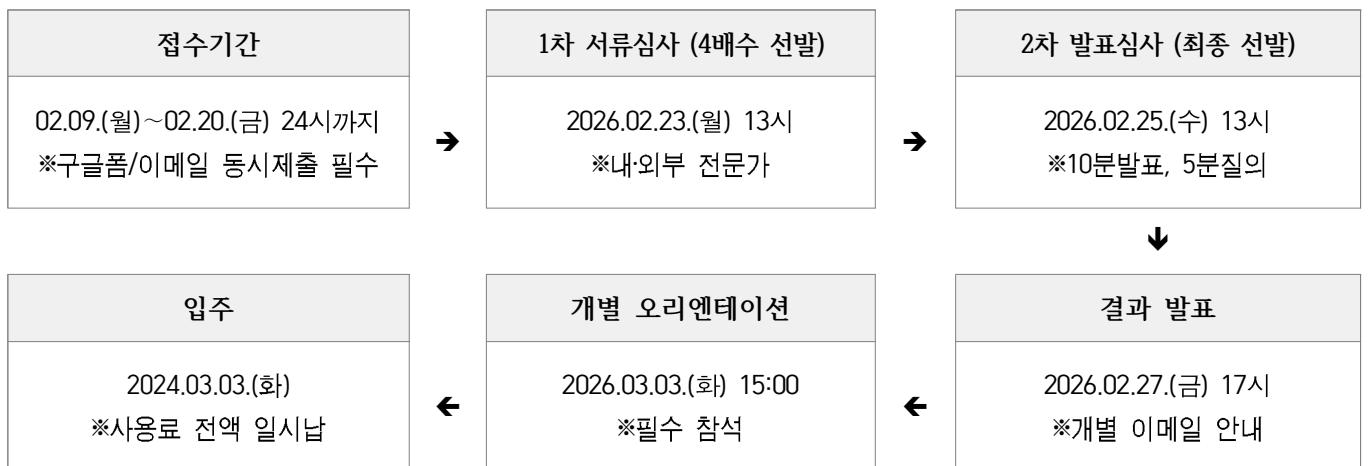 접수기간
02.09.(월)~02.20.(금) 24시까지
※구글폼/이메일 동시제출 필수
➔
1차 서류심사 (4배수 선발)
2026.02.23.(월) 13시
※내·외부 전문가
➔
2차 발표심사 (최종 선발)
2026.02.25.(수) 13시
※10분발표, 5분질의
🡳
결과 발표
2026.02.27.(금) 17시
※개별 이메일 안내
🡰
개별 오리엔테이션
2026.03.03.(화) 15:00
※필수 참석
🡰
입주
2024.03.03.(화)
※사용료 전액 일시납